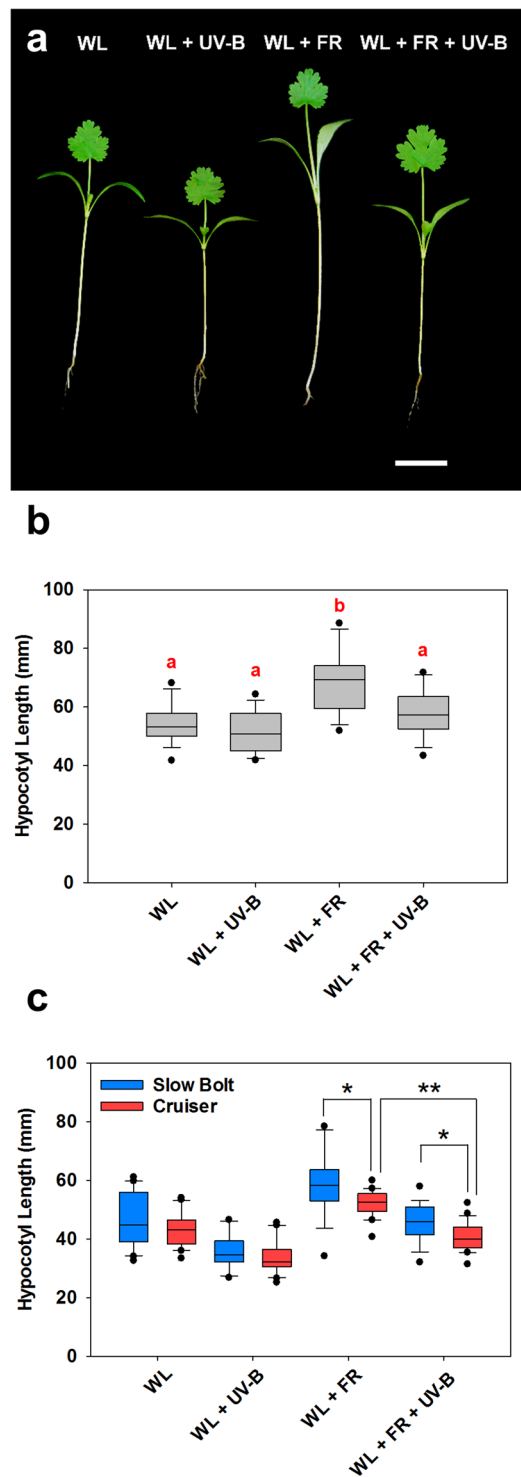 a
WL
WL + UV-B
WL + FR
WL + FR + UV-B
b
Hypocotyl Length (mm)
100
80
60
40
20
0
a
a
b
a
WL
WL + UV-B
WL + FR
WL + FR + UV-B
c
Hypocotyl Length (mm)
100
80
60
40
20
0
Slow Bolt
Cruiser
*
**
*
WL
WL + UV-B
WL + FR
WL + FR + UV-B